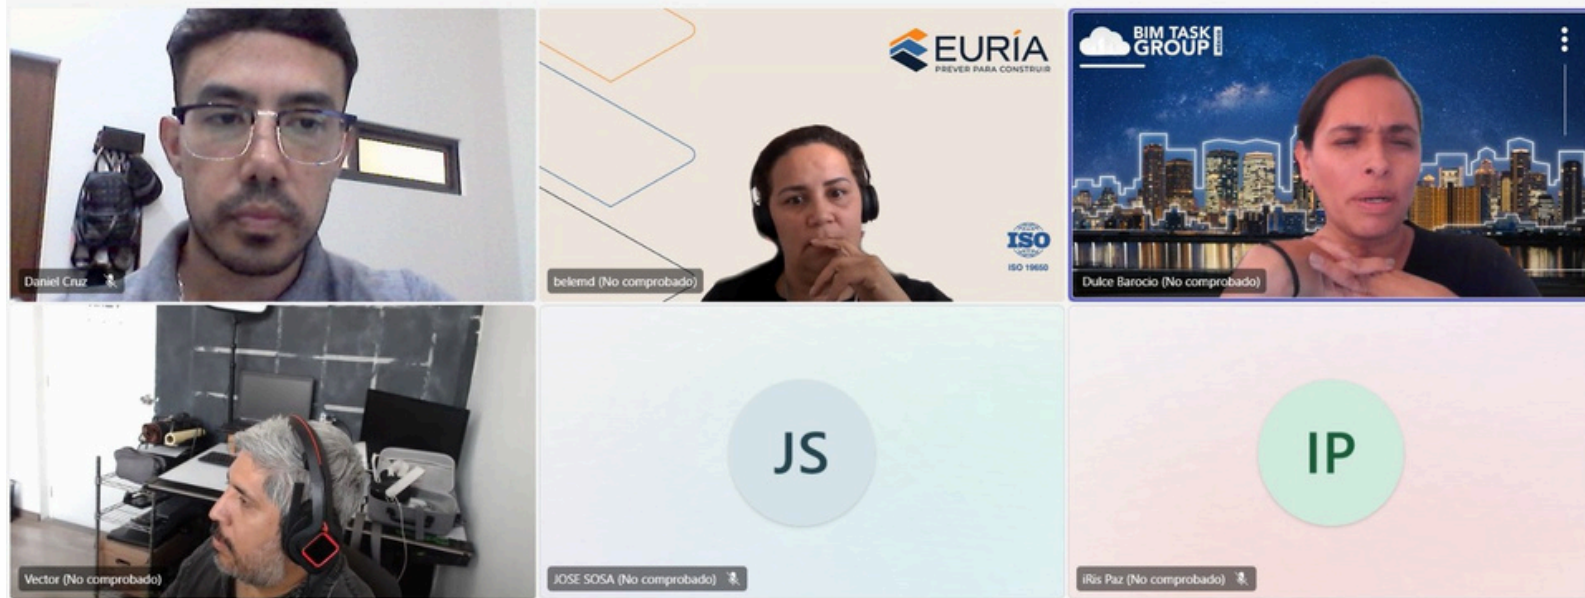 EURÍA
PREVER PARA CONSTRUIR
BIM TASK
GROUP
ISO
ISO 19650
Daniel Cruz
belemd (No comprobado)
Dulce Barocio (No comprobado)
JS
IP
Vector (No comprobado)
JOSE SOSA (No comprobado)
iRis Paz (No comprobado)